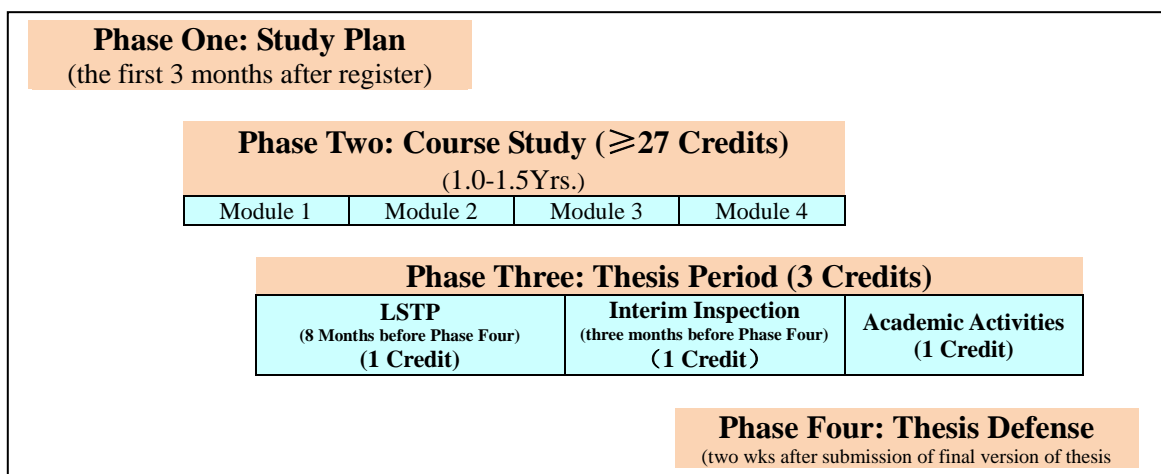 Phase One: Study Plan
(the first 3 months after register)
Phase Two: Course Study (≥27 Credits)
(1.0-1.5Yrs.)
Module 1 Module 2 Module 3 Module 4
Phase Three: Thesis Period (3 Credits)
LSTP
(8 Months before Phase Four)
(1 Credit)
Interim Inspection
(three months before Phase Four)
（1 Credit）
Academic Activities
(1 Credit)
Phase Four: Thesis Defense
(two wks after submission of final version of thesis